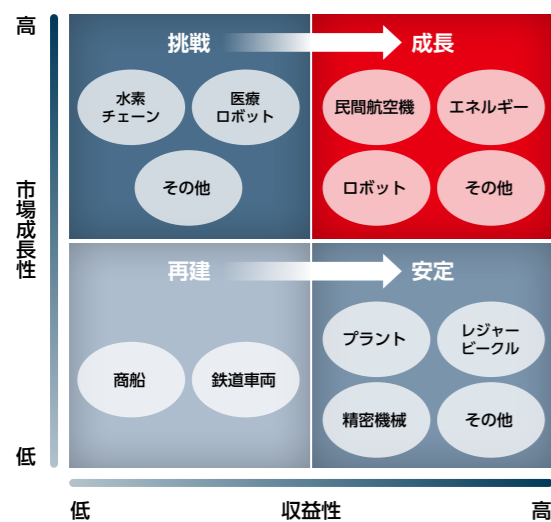 高
挑戦
成長
水素
チェーン
医療
ロボット
その他
民間航空機
エネルギー
ロボット
その他
市場成長性
再建
安定
商船
鉄道車両
プラント
レジャー
ビークル
精密機械
その他
低
低
収益性
高